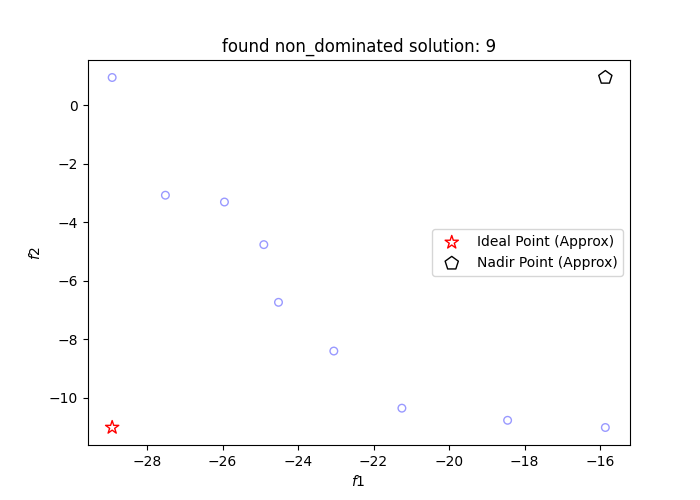 found non_dominated solution: 9
0
−2
−4
−6
−8
−10
f2
Ideal Point (Approx)
Nadir Point (Approx)
−28
−26
−24
−22
−20
−18
−16
f1